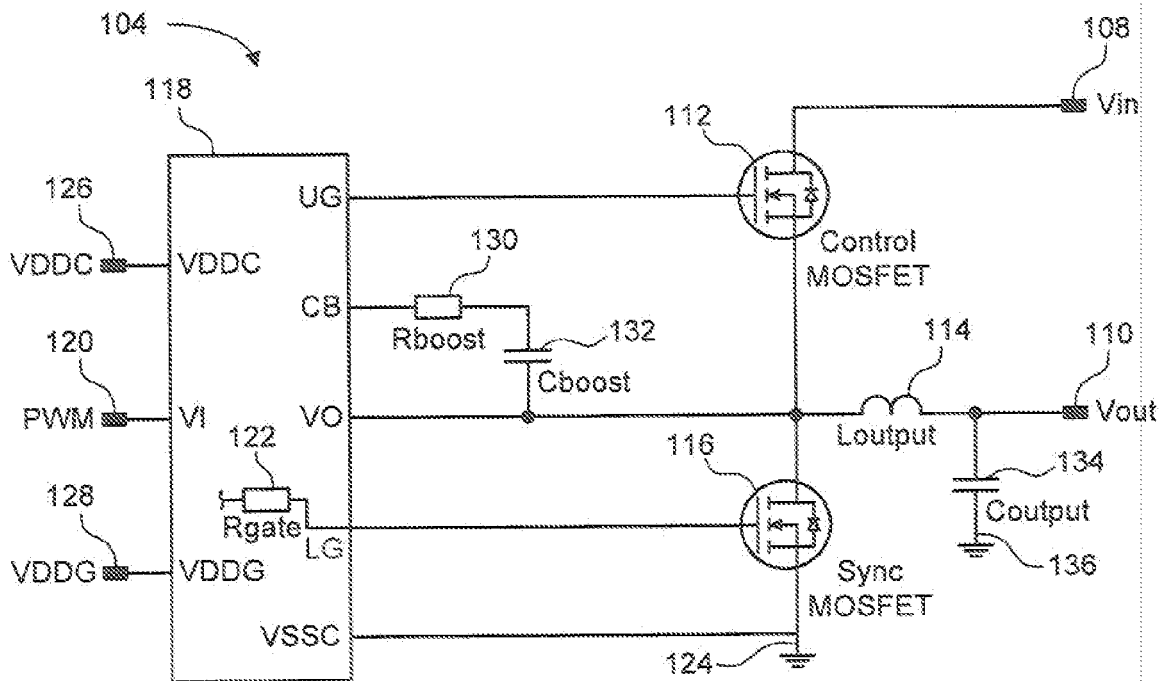 104
118
108
Vin
112
126
UG
VDDC
VDDC
130
Control
MOSFET
CB
Rboost
132
Cboost
114
110
120
PWM
VI
VO
Loutput
Vout
122
116
134
128
Rgate
LG
Coutput
136
VDDG
VDDG
Sync
MOSFET
VSSC
124